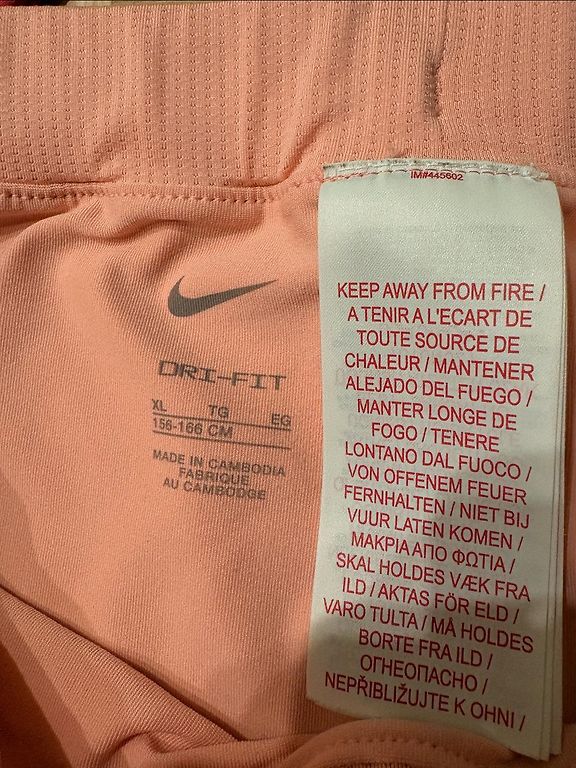 IM#445602
KEEP AWAY FROM FIRE /
A TENIR A L'ECART DE
TOUTE SOURCE DE
CHALEUR / MANTENER
ALEJADO DEL FUEGO /
MANTER LONGE DE
FOGO / TENERE
LONTANO DAL FUOCO /
VON OFFENEM FEUER
FERNHALTEN / NIET BIJ
VUUR LATEN KOMEN /
ΜΑΚΡΙΑ ΑΠΟ ΦΩΤΙΑ /
SKAL HOLDES VÆK FRA
ILD / AKTAS FÖR ELD /
VARO TULTA / MÅ HOLDES
BORTE FRA ILD /
ОГНЕОПАСНО /
NEPŘIBLIŽUJTE K OHNI /
DRI-FIT
XL TG EG
156-166 CM
MADE IN CAMBODIA
FABRIQUE
AU CAMBODGE